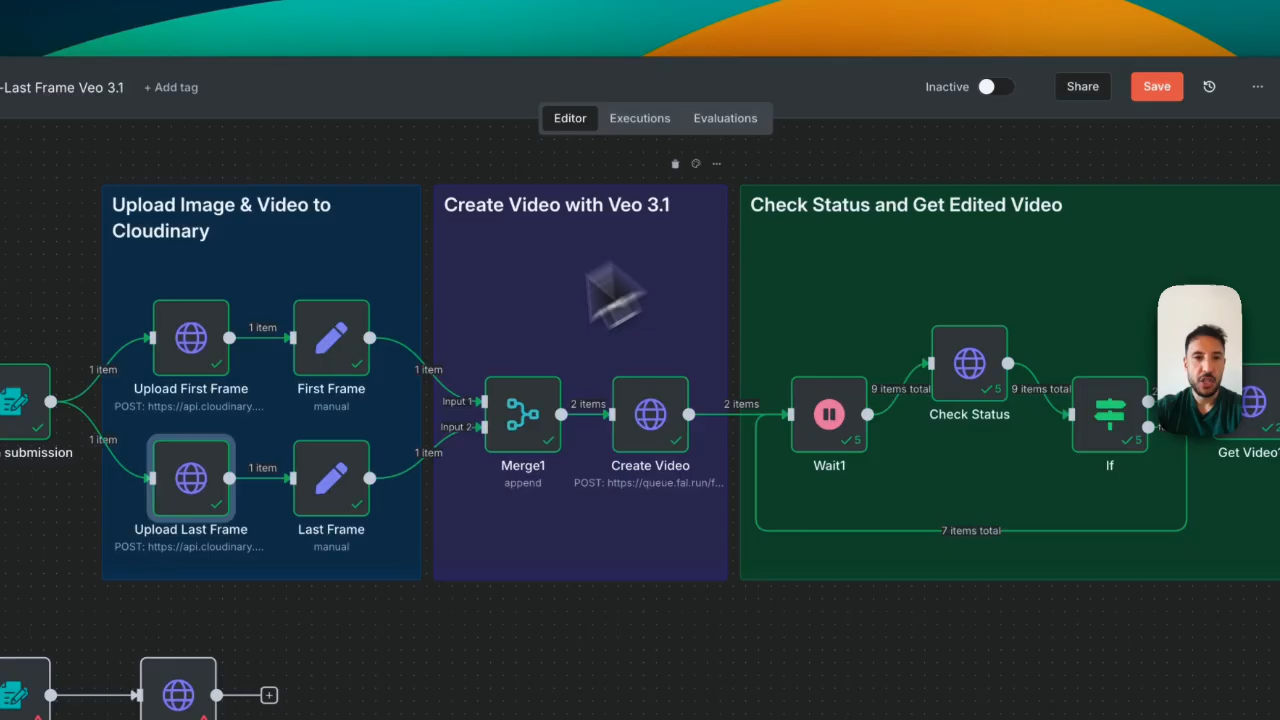 -Last Frame Veo 3.1
+ Add tag
Inactive
Share
Save
Editor
Executions
Evaluations
Upload Image & Video to
Cloudinary
Create Video with Veo 3.1
Check Status and Get Edited Video
1 item
1 item
1 item
1 item
1 item
1 item
Upload First Frame
POST: https://api.cloudinary....
First Frame
manual
Upload Last Frame
POST: https://api.cloudinary....
Last Frame
manual
submission
Input 1
Input 2
Merge1
append
2 items
Create Video
POST: https://queue.fal.run/f...
2 items
5
Wait1
9 items total
5
Check Status
9 items total
5
If
Get Video
7 items total